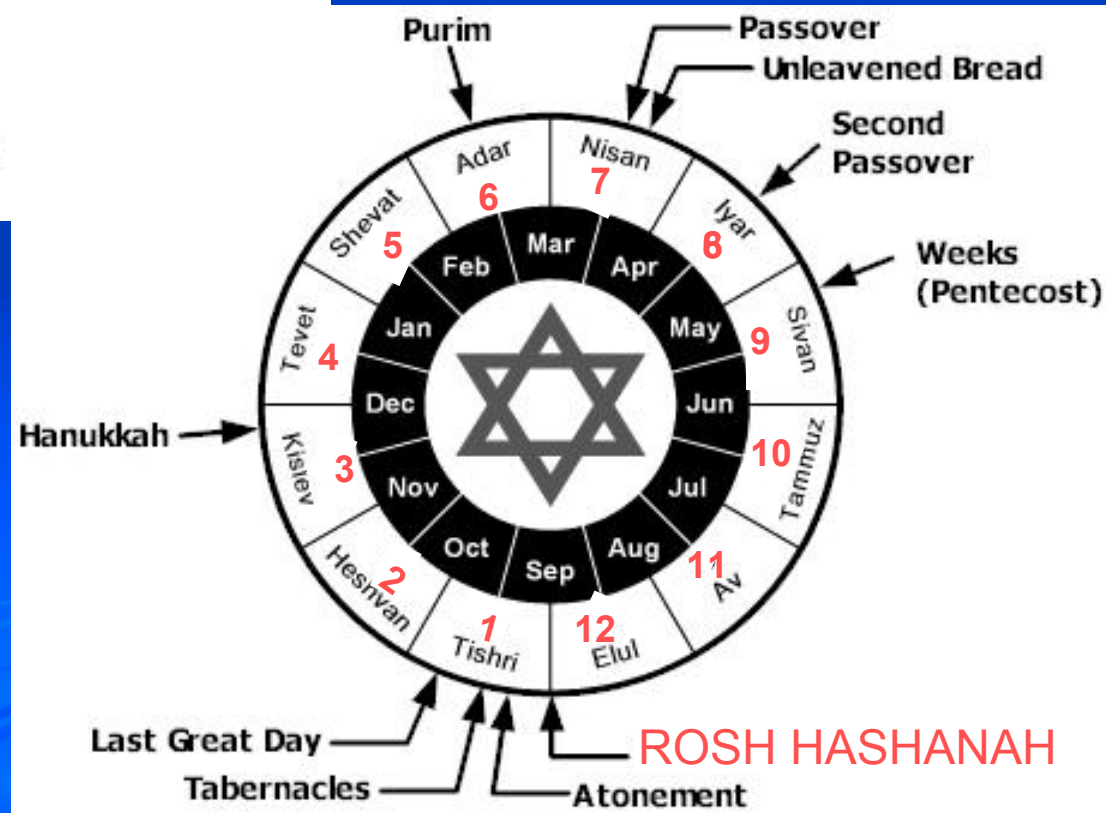 Purim
Passover
Unleavened Bread
Second
Passover
Weeks
(Pentecost)
Hanukkah
Last Great Day
Tabernacles
Atonement
ROSH HASHANAH
Nisan
7
Iyar
8
Sivan
9
Tammuz
10
Av
11
Elul
12
Tishri
1
Heshvan
2
Kislev
3
Tevet
4
Shevat
5
Adar
6
Mar
Apr
May
Jun
Jul
Aug
Sep
Oct
Nov
Dec
Jan
Feb